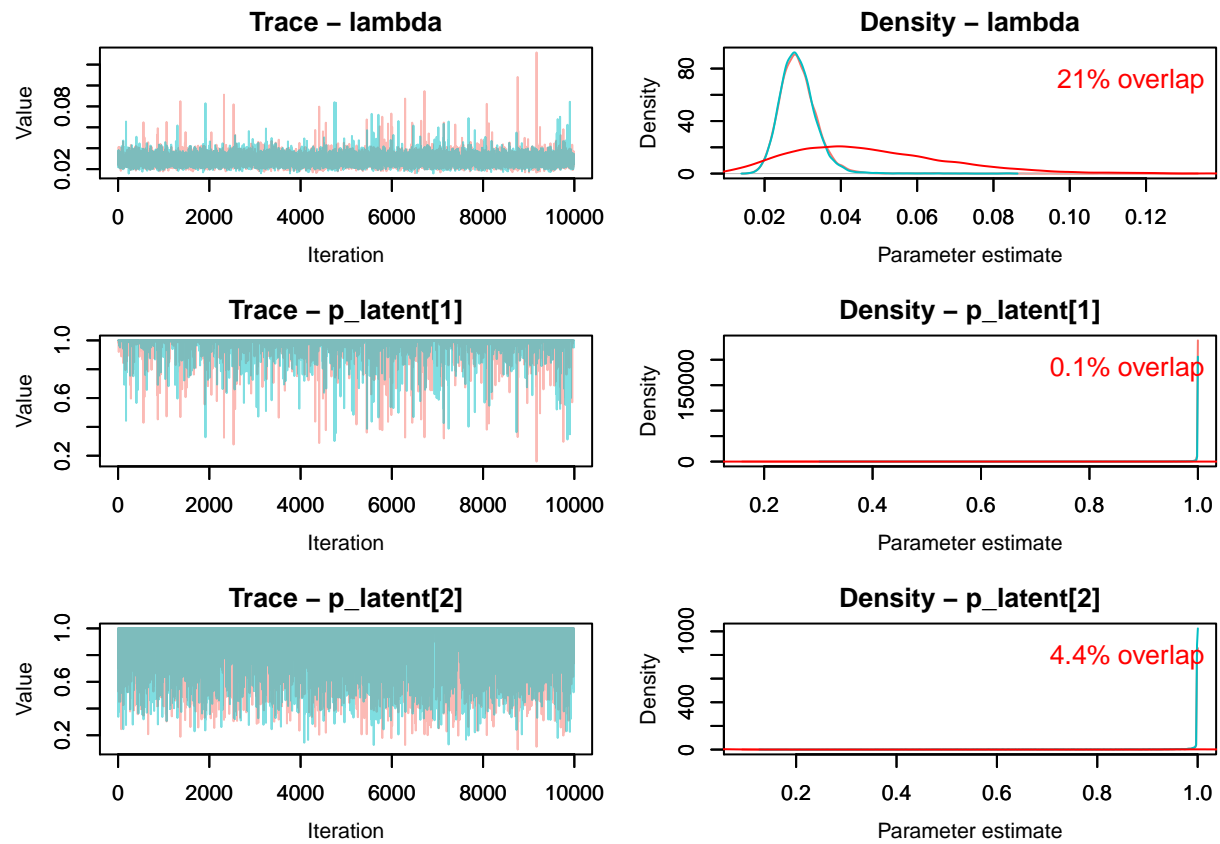 Trace − lambda
Value
0.02 0.08
0 2000 4000 6000 8000 10000
Iteration
Density − lambda
Density
0 40 80
21% overlap
0.02 0.04 0.06 0.08 0.10 0.12
Parameter estimate
Trace − p_latent[1]
Value
0.2 0.6 1.0
0 2000 4000 6000 8000 10000
Iteration
Density − p_latent[1]
Density
0 150000
0.1% overlap
0.2 0.4 0.6 0.8 1.0
Parameter estimate
Trace − p_latent[2]
Value
0.2 0.6 1.0
0 2000 4000 6000 8000 10000
Iteration
Density − p_latent[2]
Density
0 400 1000
4.4% overlap
0.2 0.4 0.6 0.8 1.0
Parameter estimate